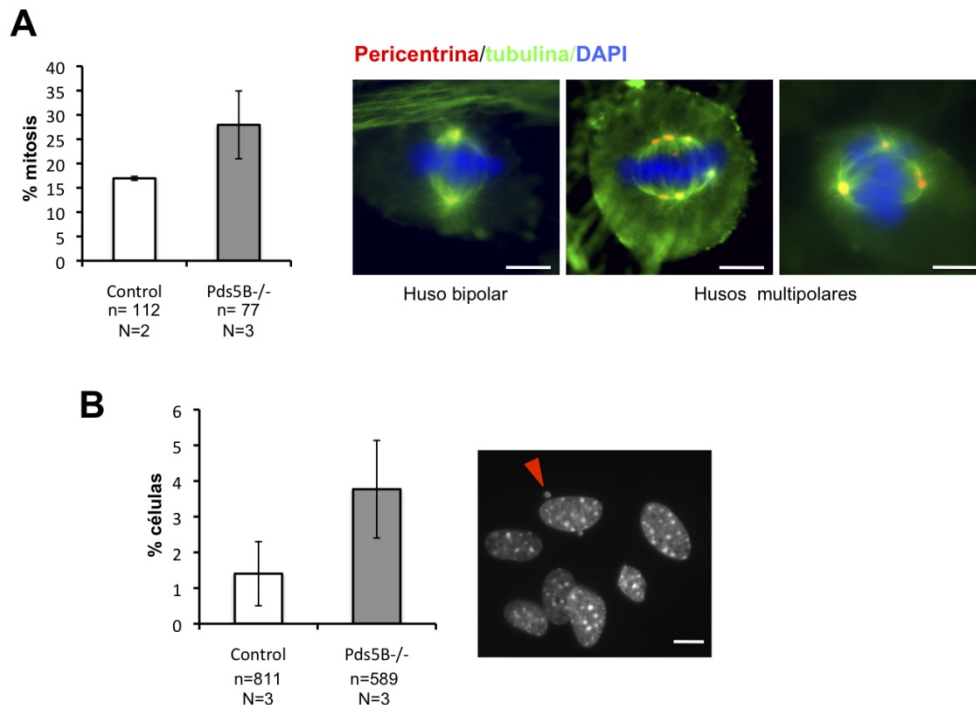 A
Pericentrina/tubulina/DAPI
% mitosis
40
35
30
25
20
15
10
5
0
Control
n= 112
N=2
Pds5B-/-
n= 77
N=3
Huso bipolar
Husos multipolares
B
% células
6
5
4
3
2
1
0
Control
n=811
N=3
Pds5B-/-
n=589
N=3